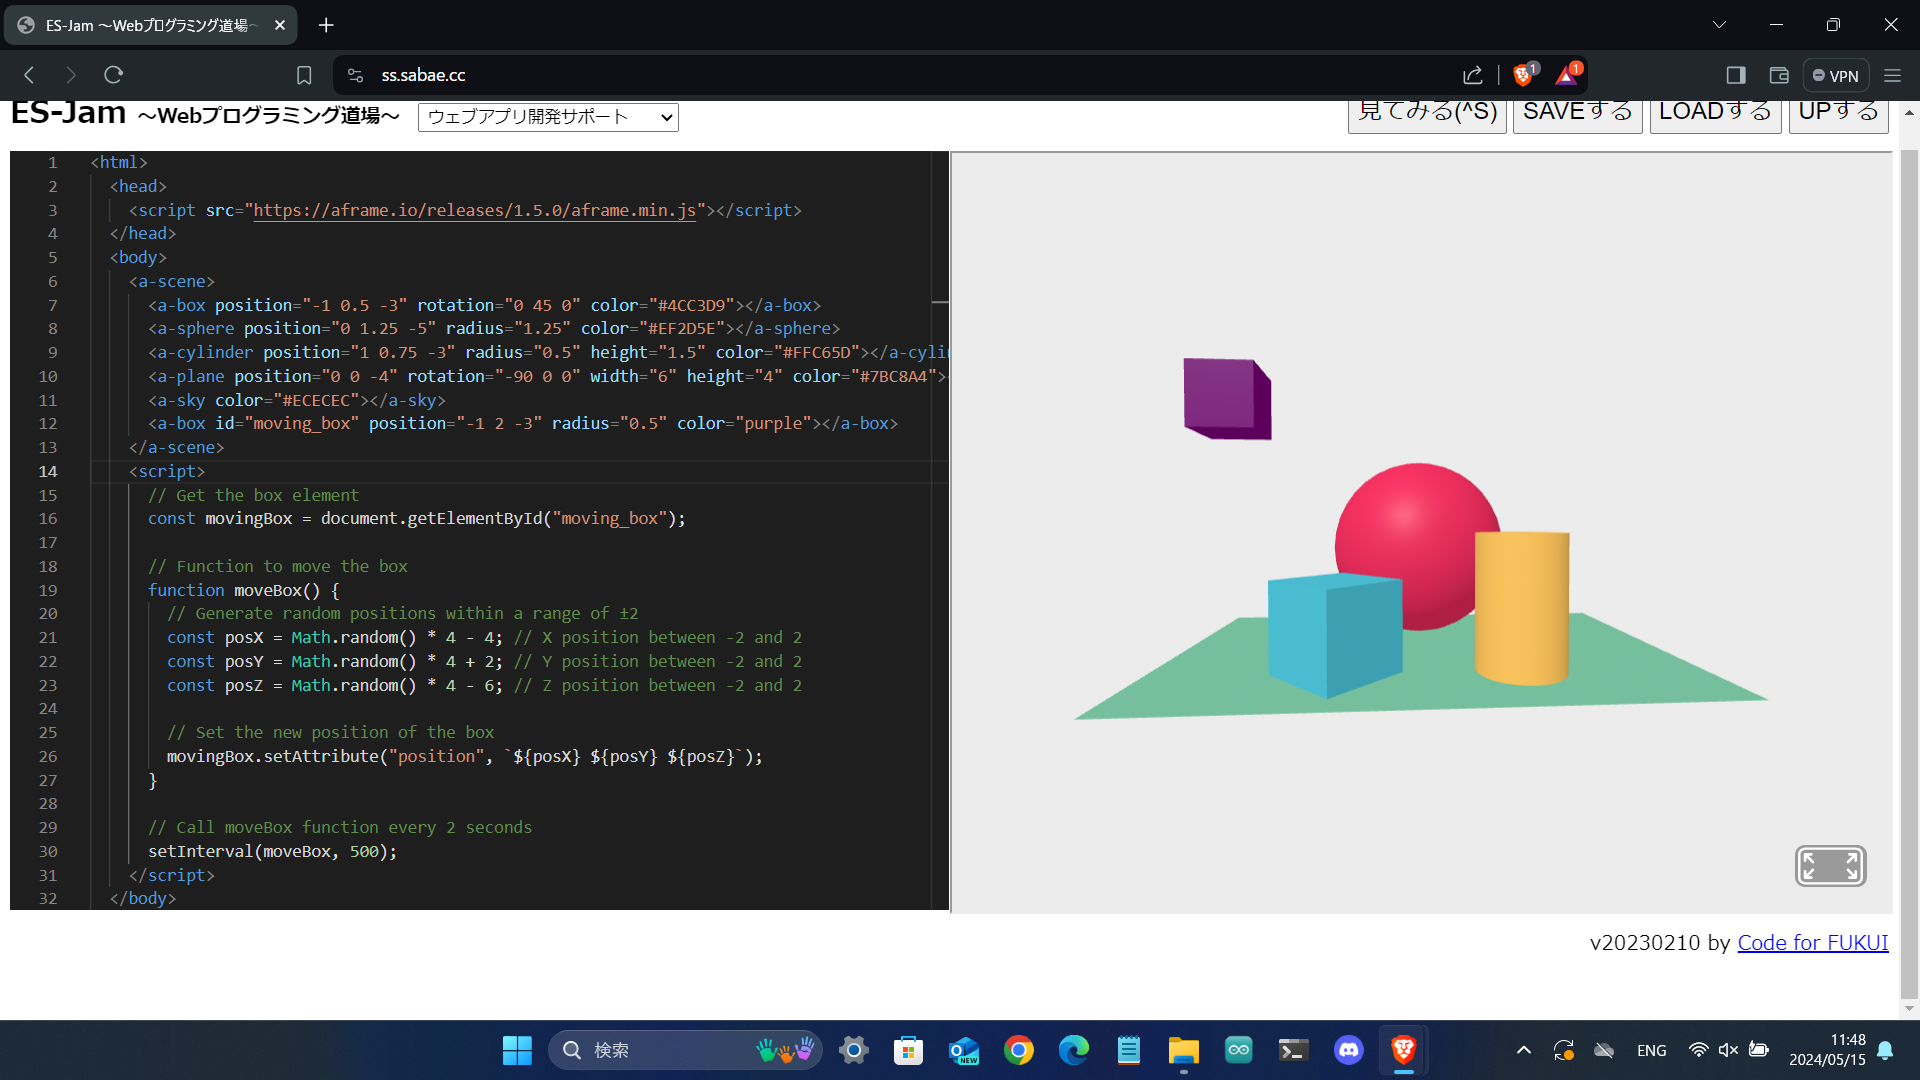 ES-Jam ～Webプログラミング道場～
ss.sabae.cc
1
1
VPN
ES-Jam ～Webプログラミング道場～
ウェブアプリ開発サポート
見てみる(^S)
SAVEする
LOADする
UPする
1 <html>
2 <head>
3 <script src="https://aframe.io/releases/1.5.0/aframe.min.js"></script>
4 </head>
5 <body>
6 <a-scene>
7 <a-box position="-1 0.5 -3" rotation="0 45 0" color="#4CC3D9"></a-box>
8 <a-sphere position="0 1.25 -5" radius="1.25" color="#EF2D5E"></a-sphere>
9 <a-cylinder position="1 0.75 -3" radius="0.5" height="1.5" color="#FFC65D"></a-cylin
10 <a-plane position="0 0 -4" rotation="-90 0 0" width="6" height="4" color="#7BC8A4"><
11 <a-sky color="#ECECEC"></a-sky>
12 <a-box id="moving_box" position="-1 2 -3" radius="0.5" color="purple"></a-box>
13 </a-scene>
14 <script>
15 // Get the box element
16 const movingBox = document.getElementById("moving_box");
17
18 // Function to move the box
19 function moveBox() {
20 // Generate random positions within a range of ±2
21 const posX = Math.random() * 4 - 4; // X position between -2 and 2
22 const posY = Math.random() * 4 + 2; // Y position between -2 and 2
23 const posZ = Math.random() * 4 - 6; // Z position between -2 and 2
24
25 // Set the new position of the box
26 movingBox.setAttribute("position", `${posX} ${posY} ${posZ}`);
27 }
28
29 // Call moveBox function every 2 seconds
30 setInterval(moveBox, 500);
31 </script>
32 </body>
v20230210 by Code for FUKUI
検索
NEW
ENG
11:48
2024/05/15